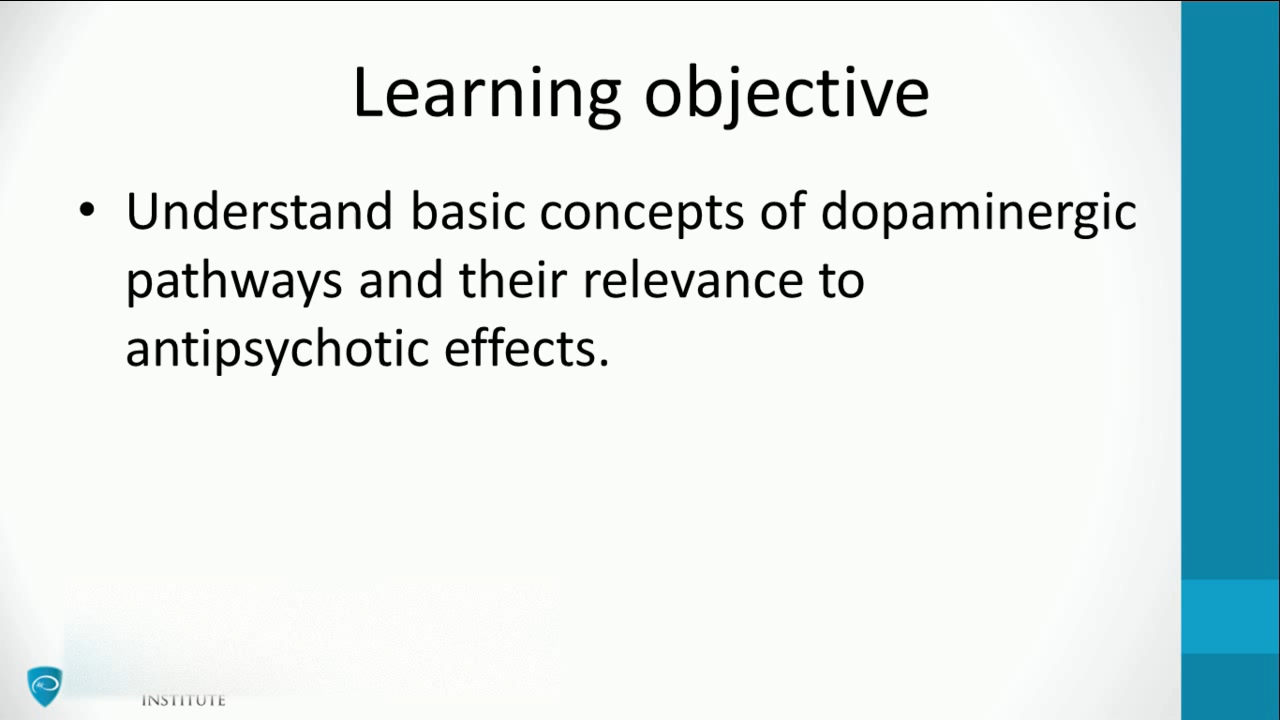 Learning objective
• Understand basic concepts of dopaminergic
pathways and their relevance to
antipsychotic effects.
INSTITUTE